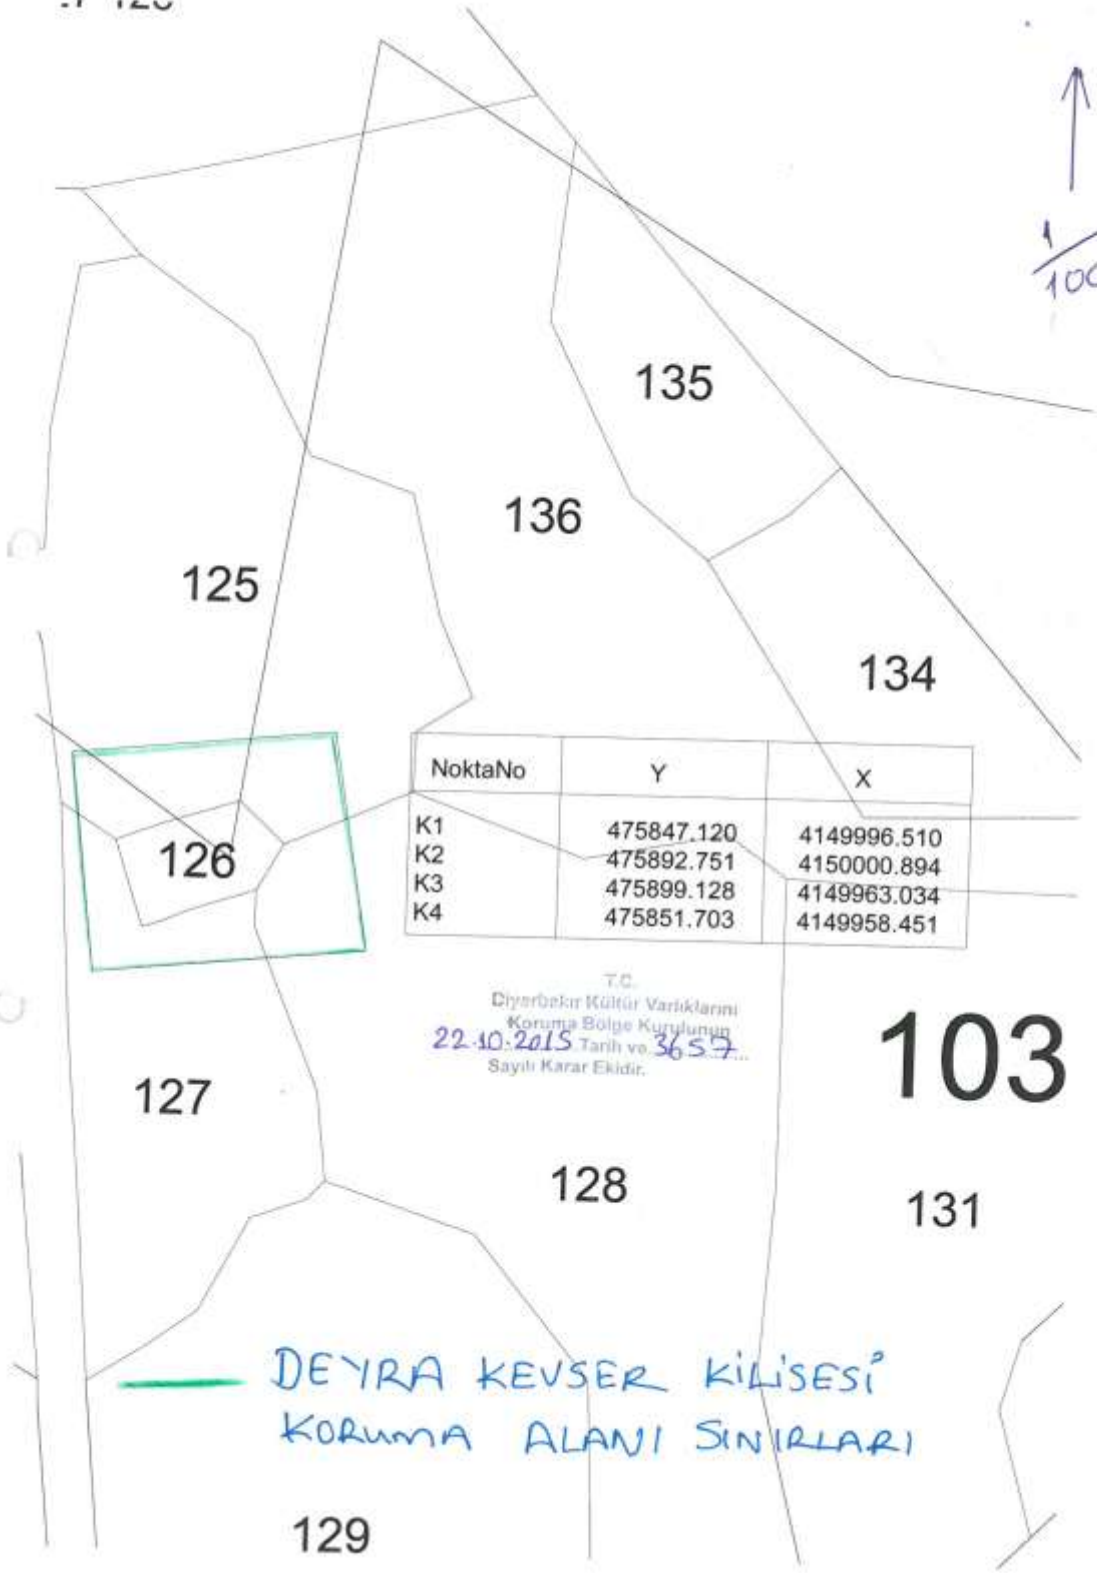 1
100
135
136
125
134
NoktaNo Y X
K1 475847.120 4149996.510
K2 475892.751 4150000.894
K3 475899.128 4149963.034
K4 475851.703 4149958.451
126
T.C.
Diyarbakır Kültür Varlıklarını
Koruma Bölge Kurulunun
22.10.2015 Tarih ve 3657
Sayılı Karar Ekidir.
103
127
128
131
DEYRA KEVSER KİLİSESİ
KORUMA ALANI SINIRLARI
129